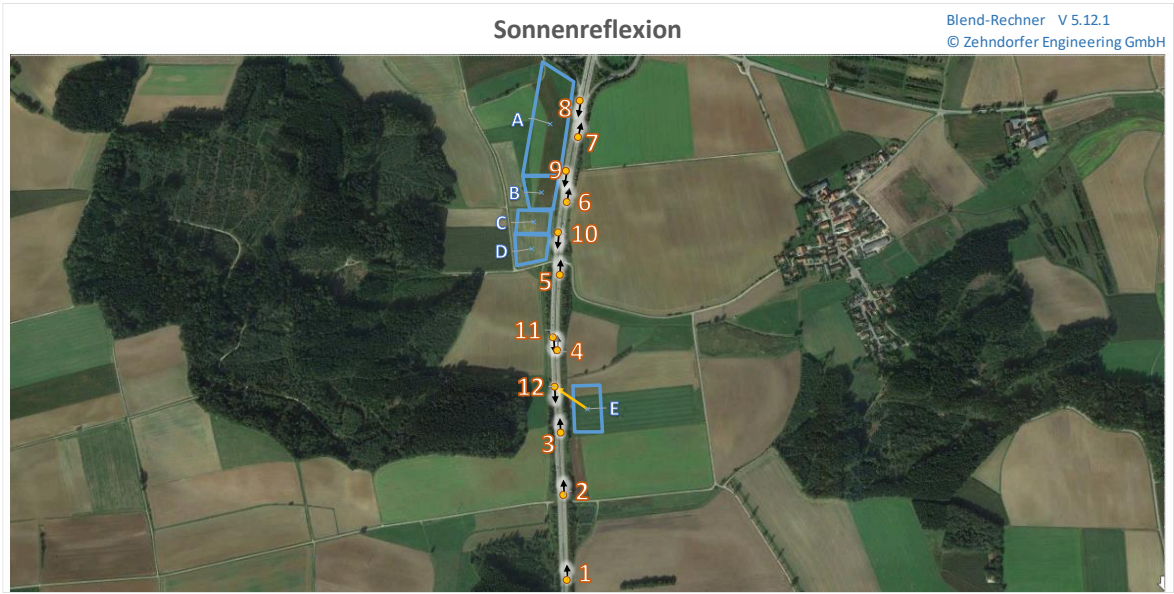 Sonnenreflexion
Blend-Rechner V 5.12.1
© Zehndorfer Engineering GmbH
8
A
7
9
B
6
C
10
D
5
11
4
12
E
3
2
1